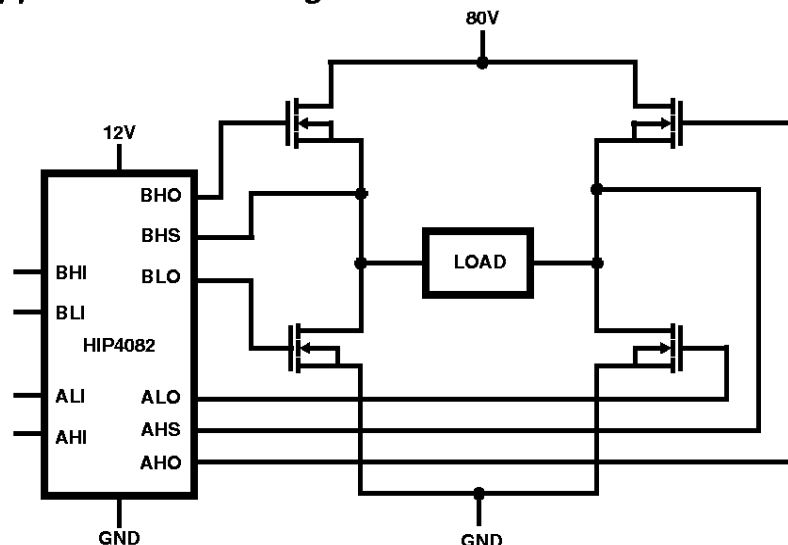 80V
12V
BHO
BHS
BLO
BHI
BLI
HIP4082
ALI
AHI
ALO
AHS
AHO
LOAD
GND
GND